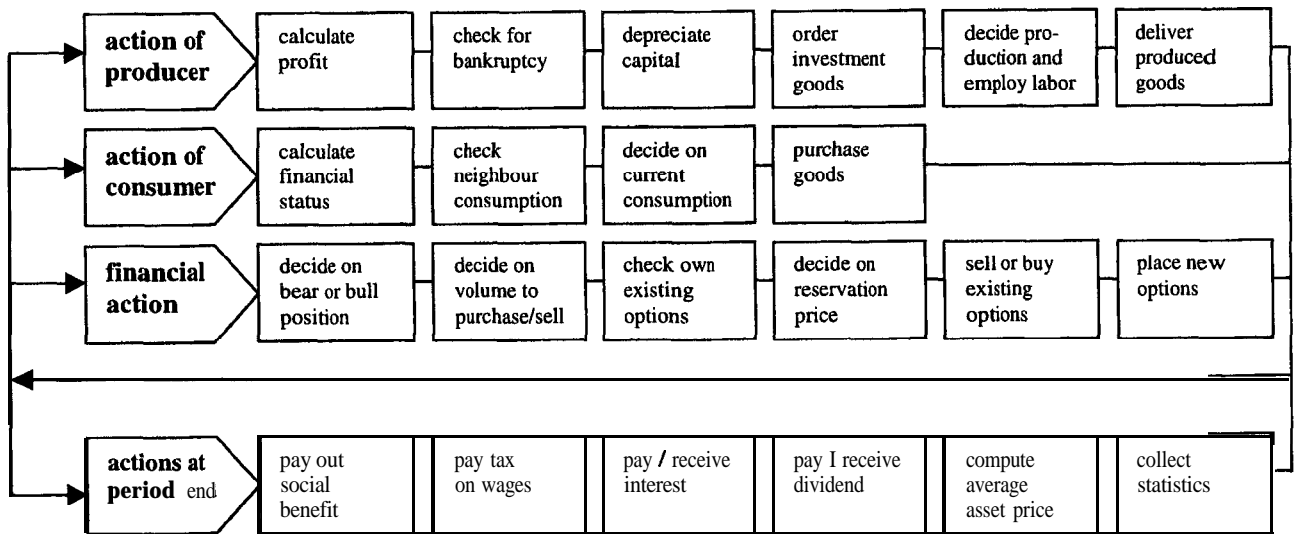 action of
producer
calculate
profit
check for
bankruptcy
depreciate
capital
order
investment
goods
decide pro-
duction and
employ labor
deliver
produced
goods
action of
consumer
calculate
financial
status
check
neighbour
consumption
decide on
current
consumption
purchase
goods
financial
action
decide on
bear or bull
position
decide on
volume to
purchase/sell
check own
existing
options
decide on
reservation
price
sell or buy
existing
options
place new
options
actions at
period end
pay out
social
benefit
pay tax
on wages
pay / receive
interest
pay I receive
dividend
compute
average
asset price
collect
statistics